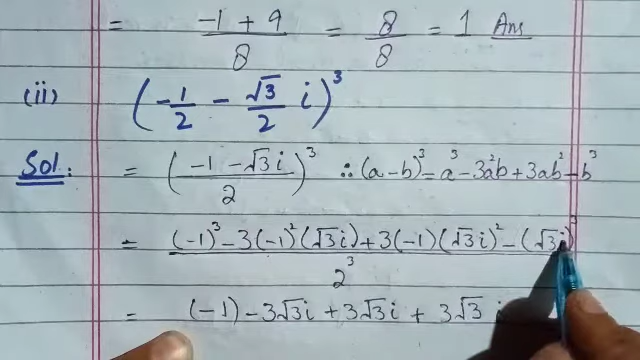 = -1 + 9 / 8 = 8 / 8 = 1 Ans
(ii) (-1/2 - √3/2 i)³
Sol: = (-1 - √3i / 2)³ ∴ (a-b)³ = a³ - 3a²b + 3ab² - b³
= (-1)³ - 3(-1)²(√3i) + 3(-1)(√3i)² - (√3i)³ / 2³
= (-1) - 3√3i + 3√3i + 3√3 i